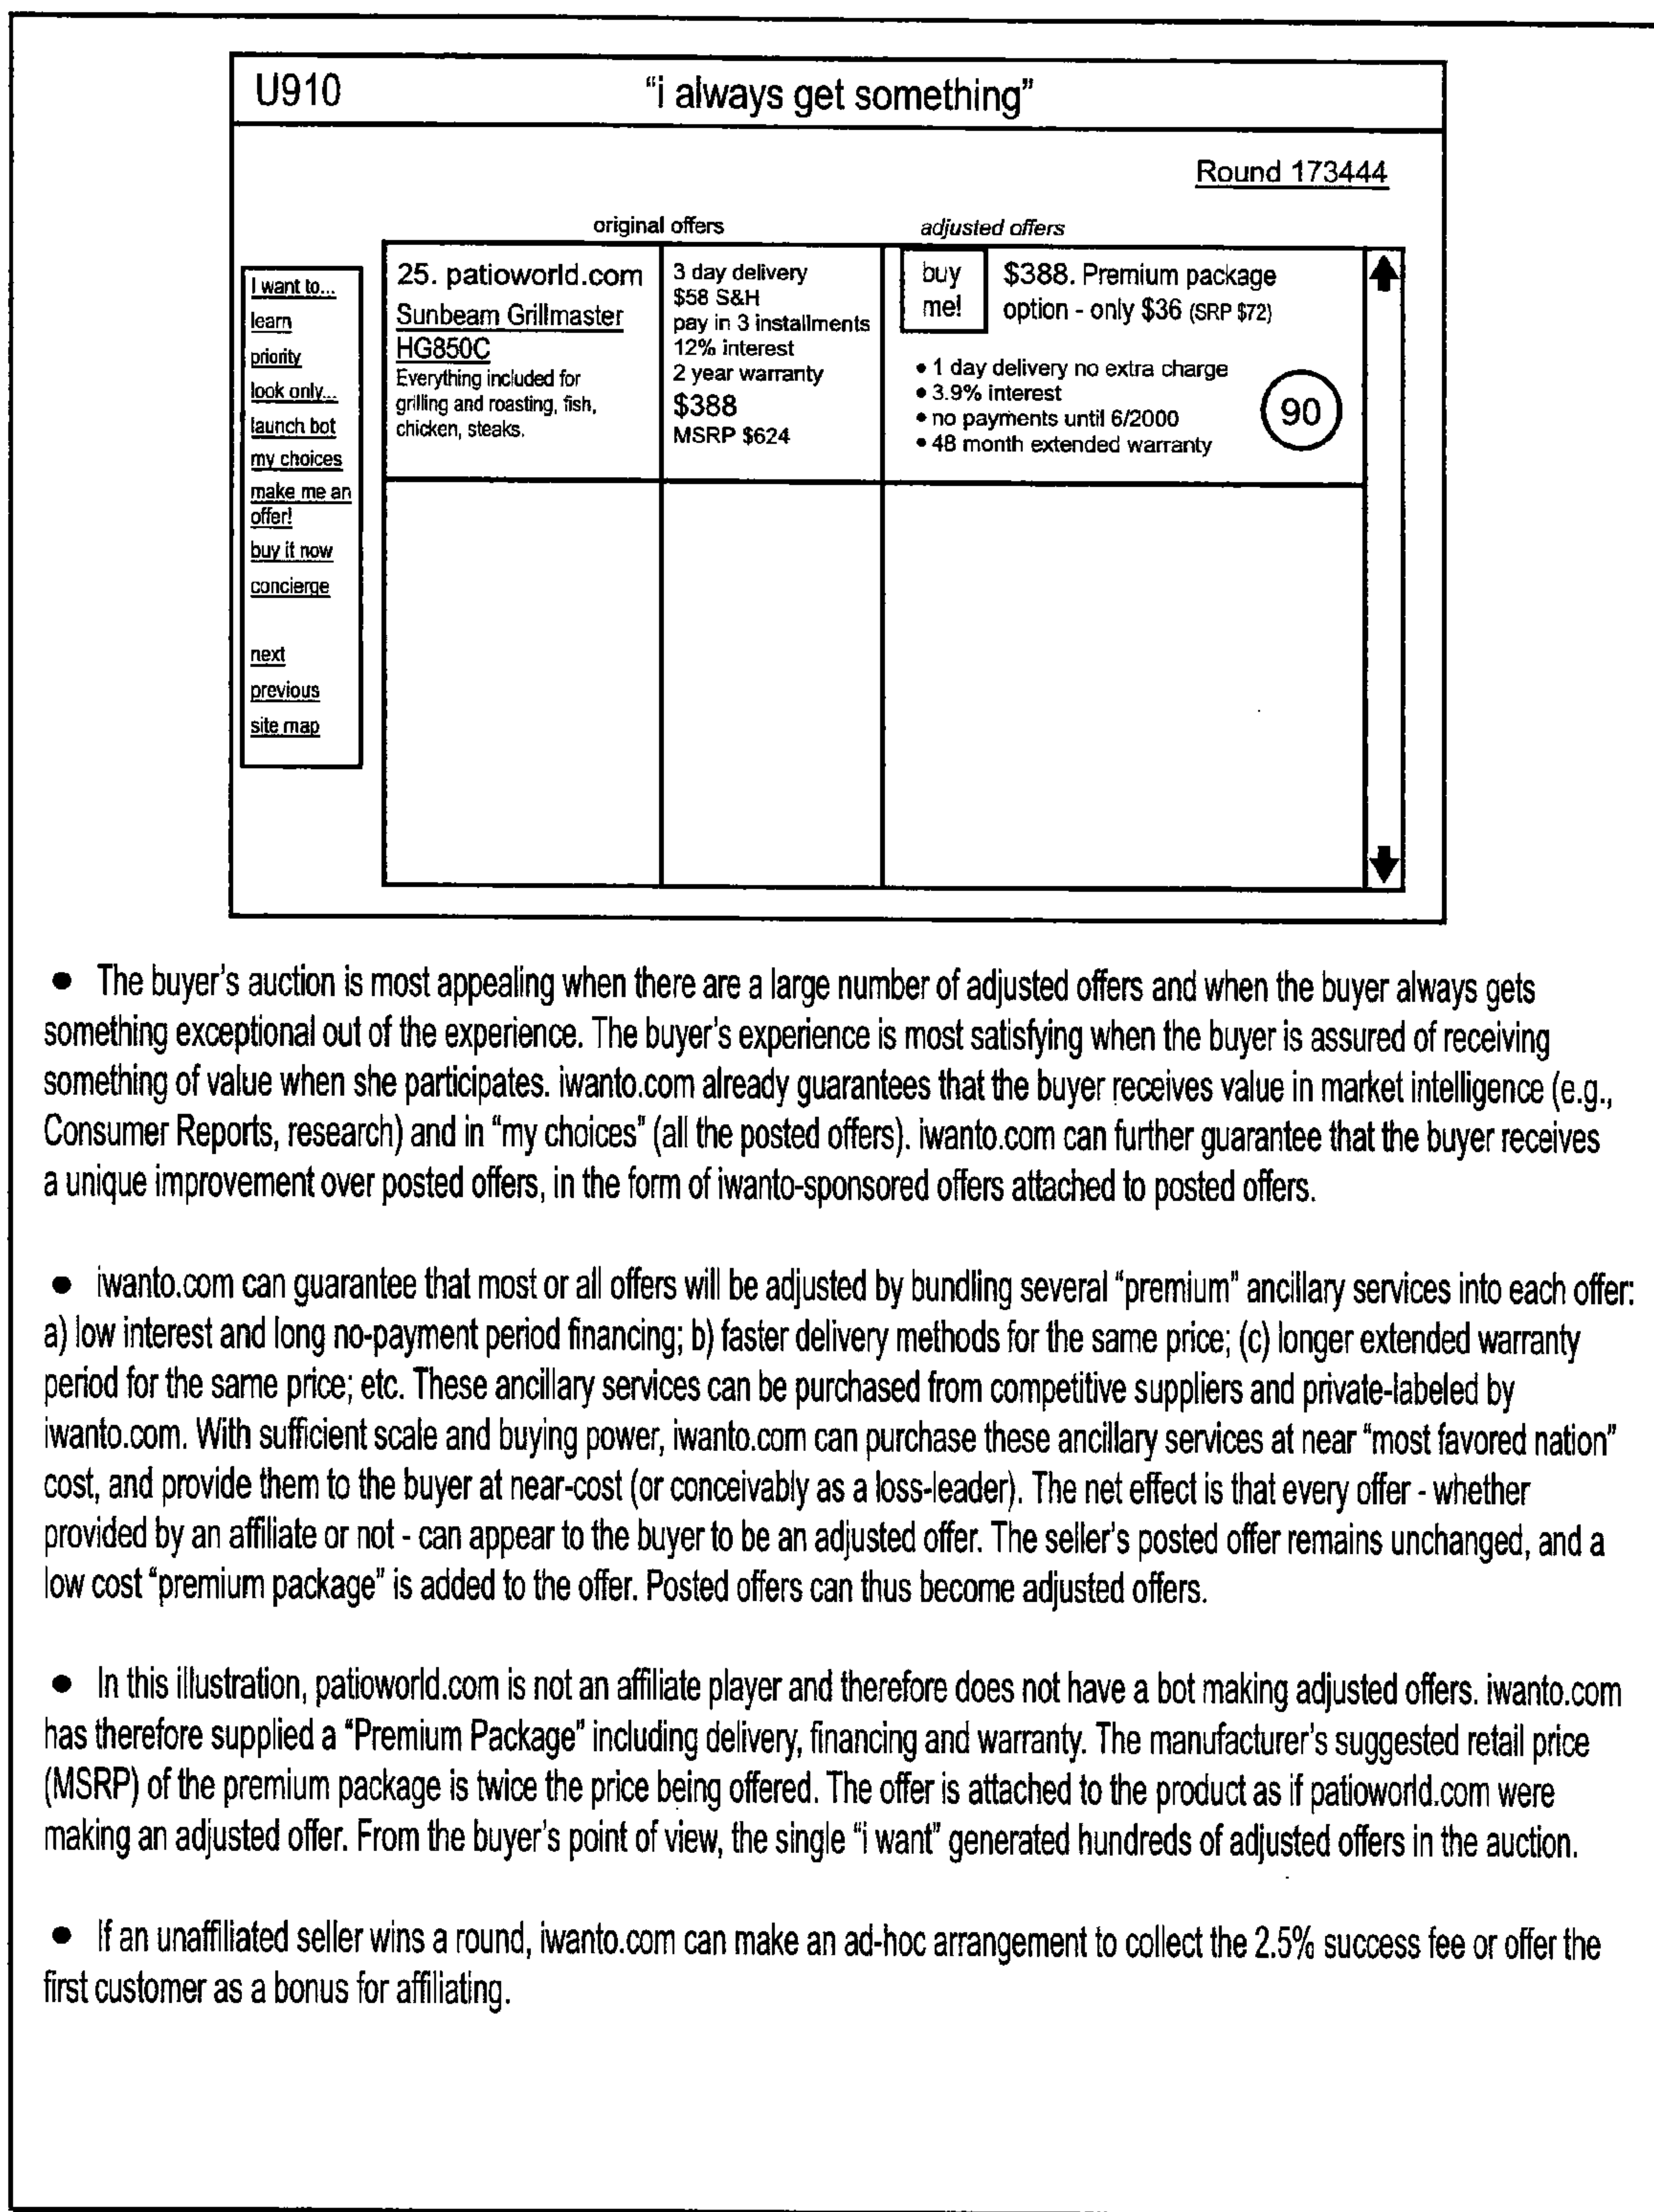 U910
“i always get something”
Round 173444
original offers
adjusted offers
I want to...
learn
priority
look only...
launch bot
my choices
make me an
offer!
buy it now
concierge
next
previous
site map
25. patioworld.com
Sunbeam Grillmaster
HG850C
Everything included for
grilling and roasting, fish,
chicken, steaks.
3 day delivery
$58 S&H
pay in 3 installments
12% interest
2 year warranty
$388
MSRP $624
buy
me!
$388. Premium package
option - only $36 (SRP $72)
• 1 day delivery no extra charge
• 3.9% interest
• no payments until 6/2000
• 48 month extended warranty
90
• The buyer’s auction is most appealing when there are a large number of adjusted offers and when the buyer always gets
something exceptional out of the experience. The buyer’s experience is most satisfying when the buyer is assured of receiving
something of value when she participates. iwanto.com already guarantees that the buyer receives value in market intelligence (e.g.,
Consumer Reports, research) and in “my choices” (all the posted offers). iwanto.com can further guarantee that the buyer receives
a unique improvement over posted offers, in the form of iwanto-sponsored offers attached to posted offers.
• iwanto.com can guarantee that most or all offers will be adjusted by bundling several “premium” ancillary services into each offer:
a) low interest and long no-payment period financing; b) faster delivery methods for the same price; (c) longer extended warranty
period for the same price; etc. These ancillary services can be purchased from competitive suppliers and private-labeled by
iwanto.com. With sufficient scale and buying power, iwanto.com can purchase these ancillary services at near “most favored nation”
cost, and provide them to the buyer at near-cost (or conceivably as a loss-leader). The net effect is that every offer - whether
provided by an affiliate or not - can appear to the buyer to be an adjusted offer. The seller’s posted offer remains unchanged, and a
low cost “premium package” is added to the offer. Posted offers can thus become adjusted offers.
• In this illustration, patioworld.com is not an affiliate player and therefore does not have a bot making adjusted offers. iwanto.com
has therefore supplied a “Premium Package” including delivery, financing and warranty. The manufacturer’s suggested retail price
(MSRP) of the premium package is twice the price being offered. The offer is attached to the product as if patioworld.com were
making an adjusted offer. From the buyer’s point of view, the single “i want” generated hundreds of adjusted offers in the auction.
• If an unaffiliated seller wins a round, iwanto.com can make an ad-hoc arrangement to collect the 2.5% success fee or offer the
first customer as a bonus for affiliating.